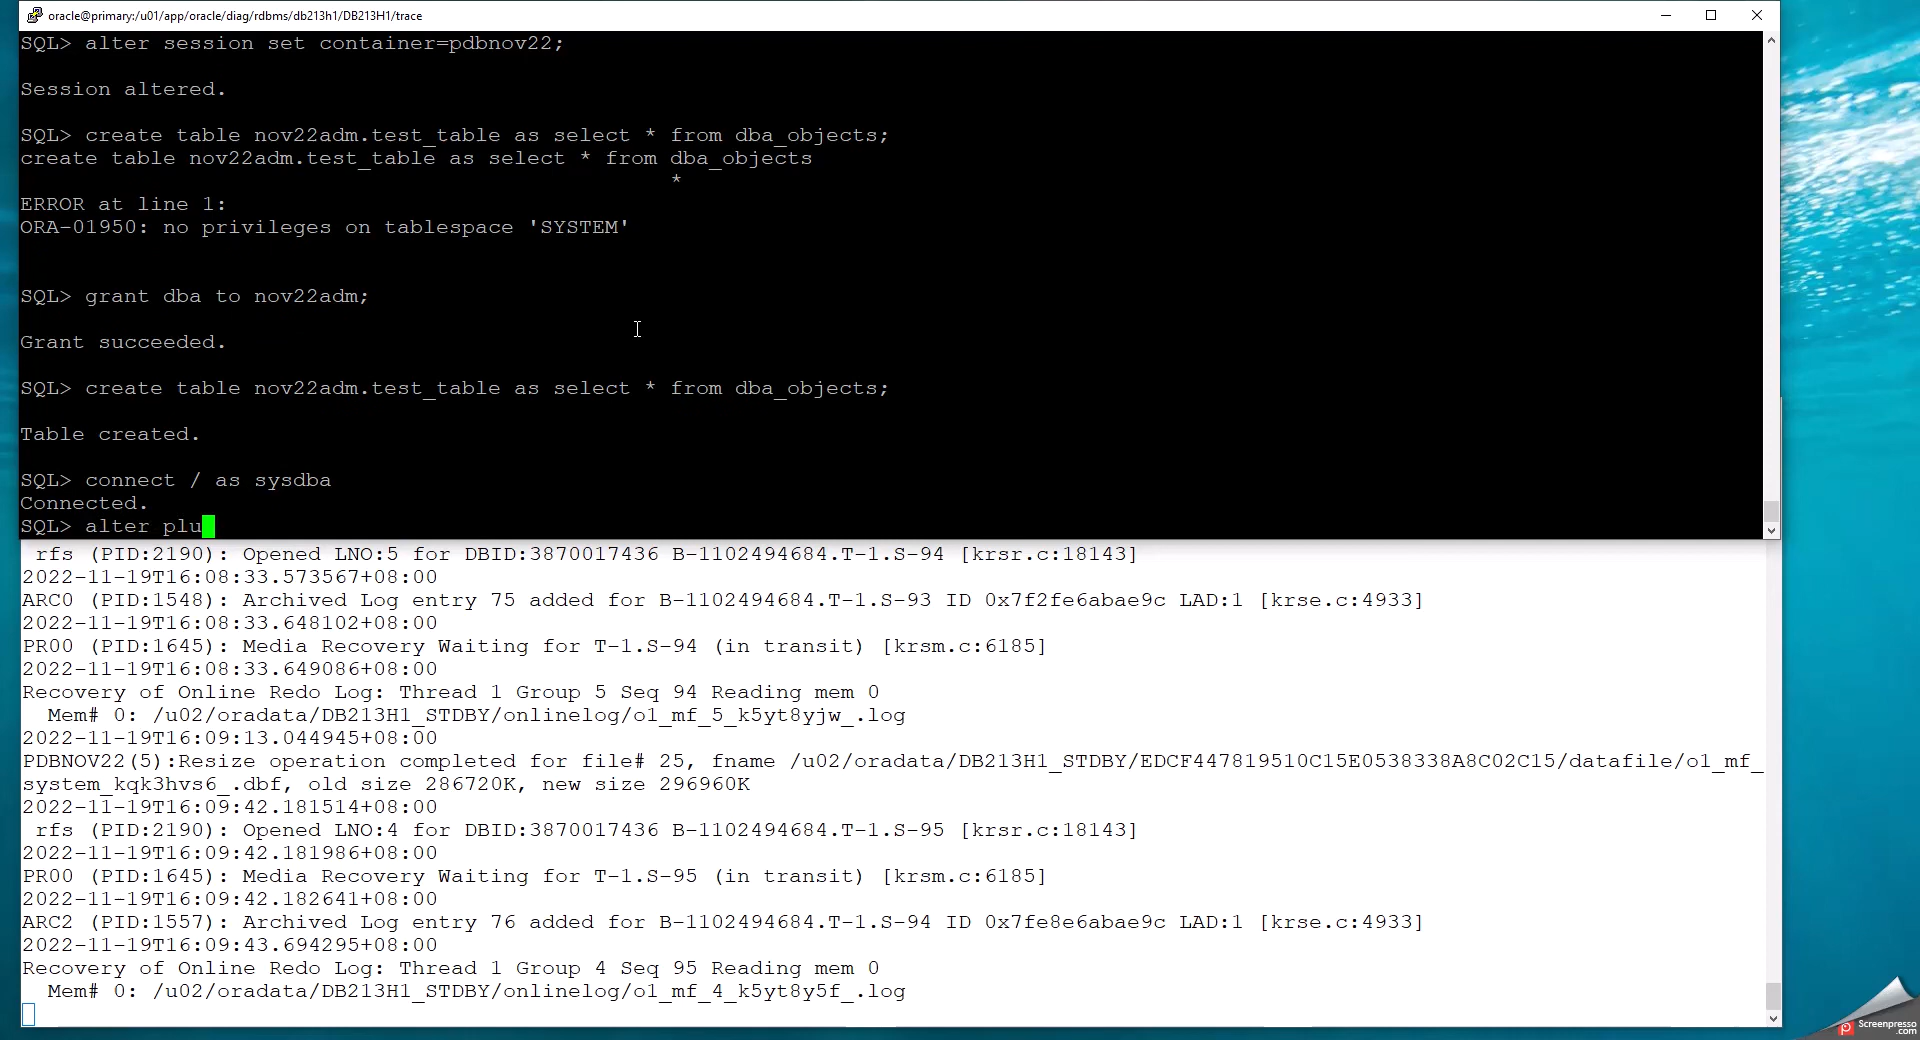 oracle@primary:/u01/app/oracle/diag/rdbms/db213h1/DB213H1/trace
SQL> alter session set container=pdbnov22;
Session altered.
SQL> create table nov22adm.test_table as select * from dba_objects;
create table nov22adm.test_table as select * from dba_objects
*
ERROR at line 1:
ORA-01950: no privileges on tablespace 'SYSTEM'
SQL> grant dba to nov22adm;
Grant succeeded.
SQL> create table nov22adm.test_table as select * from dba_objects;
Table created.
SQL> connect / as sysdba
Connected.
SQL> alter plu
rfs (PID:2190): Opened LNO:5 for DBID:3870017436 B-1102494684.T-1.S-94 [krsr.c:18143]
2022-11-19T16:08:33.573567+08:00
ARC0 (PID:1548): Archived Log entry 75 added for B-1102494684.T-1.S-93 ID 0x7f2fe6abae9c LAD:1 [krse.c:4933]
2022-11-19T16:08:33.648102+08:00
PR00 (PID:1645): Media Recovery Waiting for T-1.S-94 (in transit) [krsm.c:6185]
2022-11-19T16:08:33.649086+08:00
Recovery of Online Redo Log: Thread 1 Group 5 Seq 94 Reading mem 0
Mem# 0: /u02/oradata/DB213H1_STDBY/onlinelog/o1_mf_5_k5yt8yjw_.log
2022-11-19T16:09:13.044945+08:00
PDBNOV22(5):Resize operation completed for file# 25, fname /u02/oradata/DB213H1_STDBY/EDCF447819510C15E0538338A8C02C15/datafile/o1_mf_
system_kqk3hvs6_.dbf, old size 286720K, new size 296960K
2022-11-19T16:09:42.181514+08:00
rfs (PID:2190): Opened LNO:4 for DBID:3870017436 B-1102494684.T-1.S-95 [krsr.c:18143]
2022-11-19T16:09:42.181986+08:00
PR00 (PID:1645): Media Recovery Waiting for T-1.S-95 (in transit) [krsm.c:6185]
2022-11-19T16:09:42.182641+08:00
ARC2 (PID:1557): Archived Log entry 76 added for B-1102494684.T-1.S-94 ID 0x7fe8e6abae9c LAD:1 [krse.c:4933]
2022-11-19T16:09:43.694295+08:00
Recovery of Online Redo Log: Thread 1 Group 4 Seq 95 Reading mem 0
Mem# 0: /u02/oradata/DB213H1_STDBY/onlinelog/o1_mf_4_k5yt8y5f_.log
Screenpresso
.com